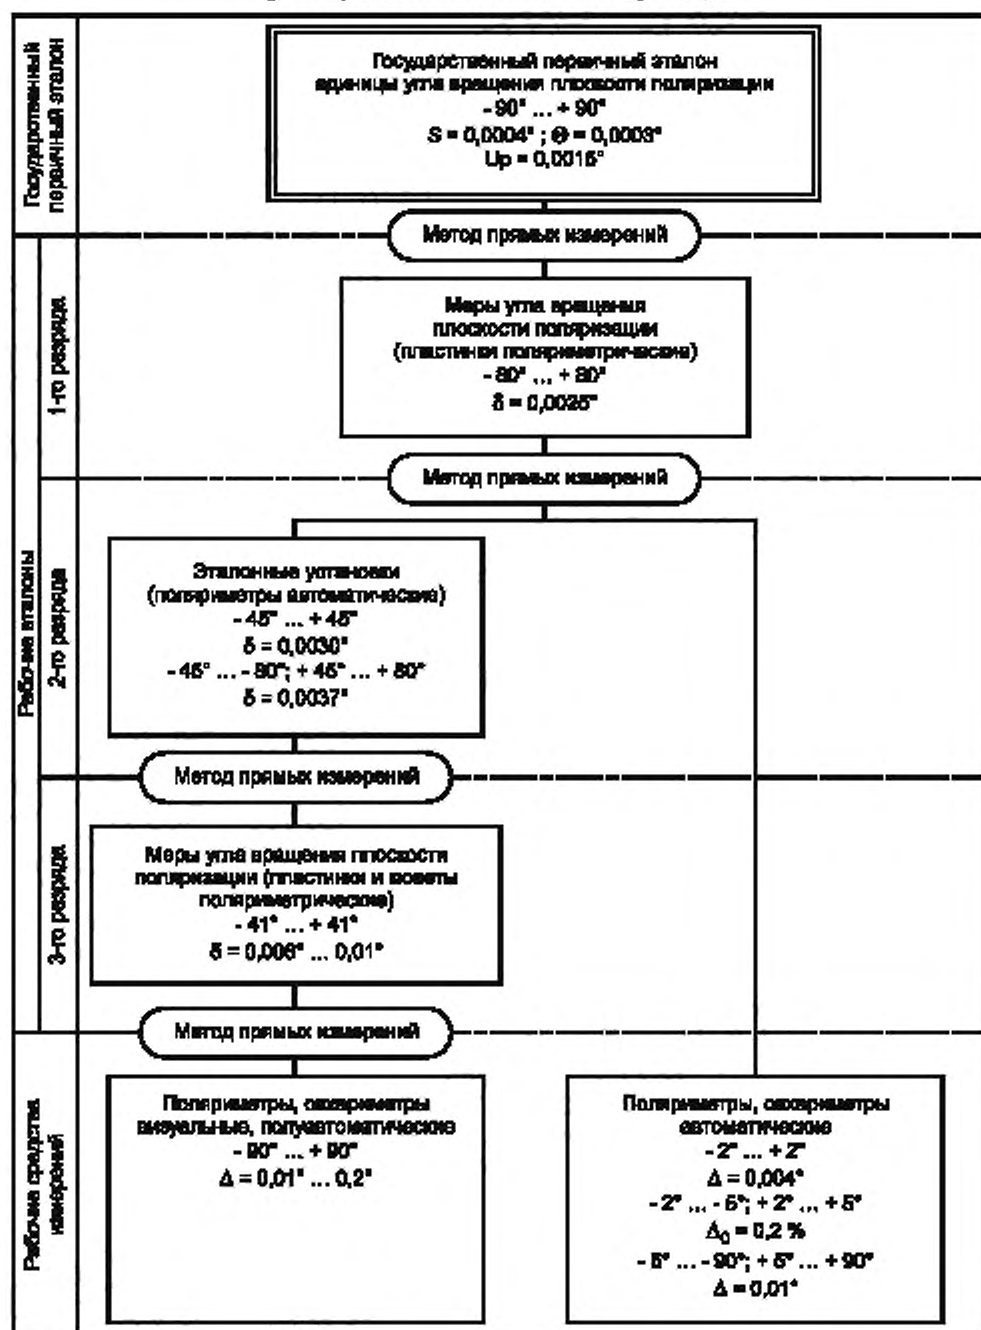 Государственный первичный эталон
Государственный первичный эталон
единицы угла вращения плоскости поляризации
- 90° ... + 90°
S = 0,0004° ; Θ = 0,0003°
Uр = 0,0015°
Метод прямых измерений
Рабочие эталоны
1-го разряда
Меры угла вращения
плоскости поляризации
(пластинки поляриметрические)
- 80° ... + 80°
δ = 0,0025°
Метод прямых измерений
2-го разряда
Эталонные установки
(поляриметры автоматические)
- 45° ... + 45°
δ = 0,0030°
- 45° ... - 80°; + 45° ... + 80°
δ = 0,0037°
Метод прямых измерений
3-го разряда
Меры угла вращения плоскости
поляризации (пластинки и кюветы
поляриметрические)
- 41° ... + 41°
δ = 0,006° ... 0,01°
Метод прямых измерений
Рабочие средства измерений
Поляриметры, сахариметры
визуальные, полуавтоматические
- 90° ... + 90°
Δ = 0,01° ... 0,2°
Поляриметры, сахариметры
автоматические
- 2° ... + 2°
Δ = 0,004°
- 2° ... - 5°; + 2° ... + 5°
Δ₀ = 0,2 %
- 5° ... - 90°; + 5° ... + 90°
Δ = 0,01°